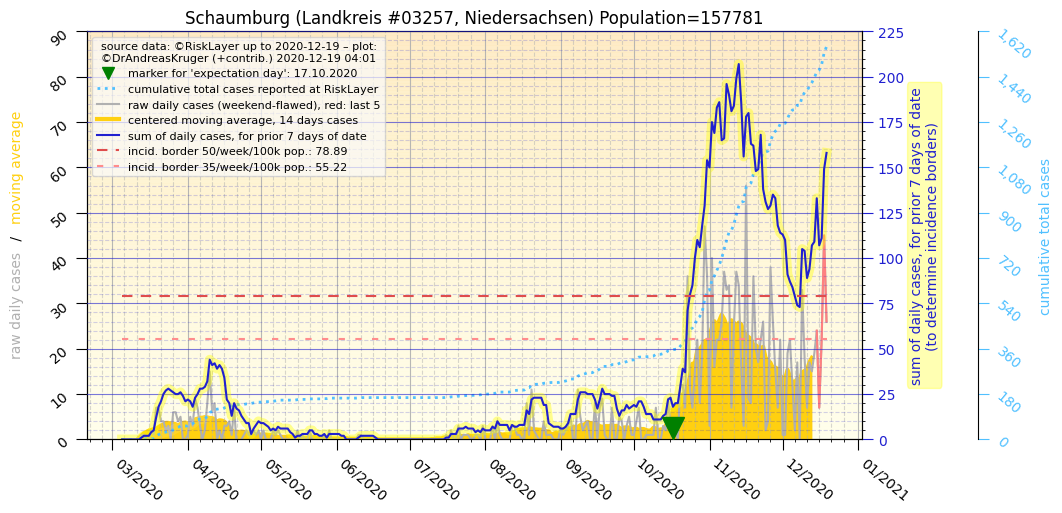 Schaumburg (Landkreis #03257, Niedersachsen) Population=157781
source data: ©RiskLayer up to 2020-12-19 – plot:
©DrAndreasKruger (+contrib.) 2020-12-19 04:01
marker for 'expectation day': 17.10.2020
cumulative total cases reported at RiskLayer
raw daily cases (weekend-flawed), red: last 5
centered moving average, 14 days cases
sum of daily cases, for prior 7 days of date
incid. border 50/week/100k pop.: 78.89
incid. border 35/week/100k pop.: 55.22
raw daily cases / moving average
90
80
70
60
50
40
30
20
10
0
03/2020
04/2020
05/2020
06/2020
07/2020
08/2020
09/2020
10/2020
11/2020
12/2020
01/2021
225
200
175
150
125
100
75
50
25
0
sum of daily cases, for prior 7 days of date
(to determine incidence borders)
1,620
1,440
1,260
1,080
900
720
540
360
180
0
cumulative total cases